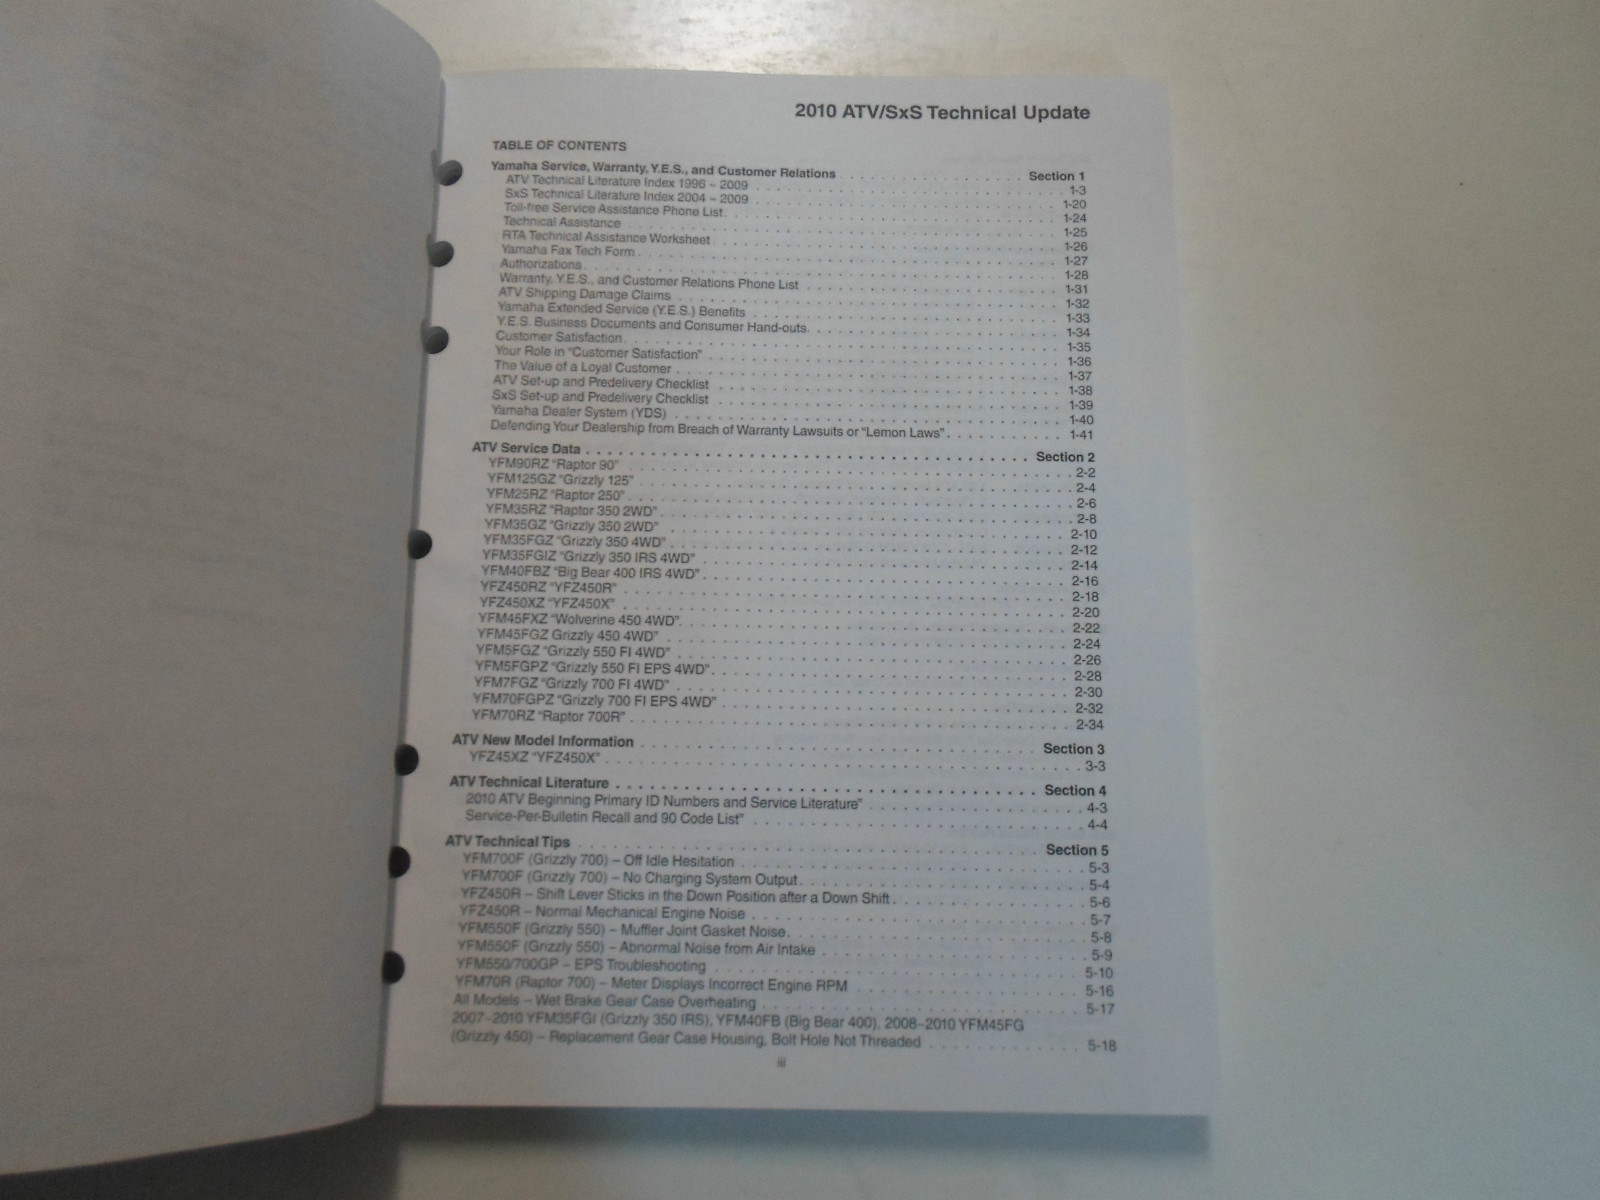 2010 ATV/SxS Technical Update
TABLE OF CONTENTS
Yamaha Service, Warranty, Y.E.S., and Customer Relations . . . . Section 1
ATV Technical Literature Index 1996 – 2009 . . . . 1-3
SxS Technical Literature Index 2004 – 2009 . . . . 1-20
Toll-free Service Assistance Phone List . . . . 1-24
Technical Assistance . . . . 1-25
RTA Technical Assistance Worksheet . . . . 1-26
Yamaha Fax Tech Form . . . . 1-27
Authorizations . . . . 1-28
Warranty, Y.E.S., and Customer Relations Phone List . . . . 1-31
ATV Shipping Damage Claims . . . . 1-32
Yamaha Extended Service (Y.E.S.) Benefits . . . . 1-33
Y.E.S. Business Documents and Consumer Hand-outs . . . . 1-34
Customer Satisfaction . . . . 1-35
Your Role in "Customer Satisfaction" . . . . 1-36
The Value of a Loyal Customer . . . . 1-37
ATV Set-up and Predelivery Checklist . . . . 1-38
SxS Set-up and Predelivery Checklist . . . . 1-39
Yamaha Dealer System (YDS) . . . . 1-40
Defending Your Dealership from Breach of Warranty Lawsuits or "Lemon Laws" . . . . 1-41
ATV Service Data . . . . Section 2
YFM90RZ "Raptor 90" . . . . 2-2
YFM125GZ "Grizzly 125" . . . . 2-4
YFM25RZ "Raptor 250" . . . . 2-6
YFM35RZ "Raptor 350 2WD" . . . . 2-8
YFM35GZ "Grizzly 350 2WD" . . . . 2-10
YFM35FGZ "Grizzly 350 4WD" . . . . 2-12
YFM35FGIZ "Grizzly 350 IRS 4WD" . . . . 2-14
YFM40FBZ "Big Bear 400 IRS 4WD" . . . . 2-16
YFZ450RZ "YFZ450R" . . . . 2-18
YFZ450XZ "YFZ450X" . . . . 2-20
YFM45FXZ "Wolverine 450 4WD" . . . . 2-22
YFM45FGZ Grizzly 450 4WD" . . . . 2-24
YFM5FGZ "Grizzly 550 FI 4WD" . . . . 2-26
YFM5FGPZ "Grizzly 550 FI EPS 4WD" . . . . 2-28
YFM7FGZ "Grizzly 700 FI 4WD" . . . . 2-30
YFM70FGPZ "Grizzly 700 FI EPS 4WD" . . . . 2-32
YFM70RZ "Raptor 700R" . . . . 2-34
ATV New Model Information . . . . Section 3
YFZ45XZ "YFZ450X" . . . . 3-3
ATV Technical Literature . . . . Section 4
2010 ATV Beginning Primary ID Numbers and Service Literature" . . . . 4-3
Service-Per-Bulletin Recall and 90 Code List" . . . . 4-4
ATV Technical Tips . . . . Section 5
YFM700F (Grizzly 700) – Off Idle Hesitation . . . . 5-3
YFM700F (Grizzly 700) – No Charging System Output . . . . 5-4
YFZ450R – Shift Lever Sticks in the Down Position after a Down Shift . . . . 5-6
YFZ450R – Normal Mechanical Engine Noise . . . . 5-7
YFM550F (Grizzly 550) – Muffler Joint Gasket Noise . . . . 5-8
YFM550F (Grizzly 550) – Abnormal Noise from Air Intake . . . . 5-9
YFM550/700GP – EPS Troubleshooting . . . . 5-10
YFM70R (Raptor 700) – Meter Displays Incorrect Engine RPM . . . . 5-16
All Models – Wet Brake Gear Case Overheating . . . . 5-17
2007–2010 YFM35FGI (Grizzly 350 IRS), YFM40FB (Big Bear 400), 2008–2010 YFM45FG
(Grizzly 450) – Replacement Gear Case Housing, Bolt Hole Not Threaded . . . . 5-18
iii